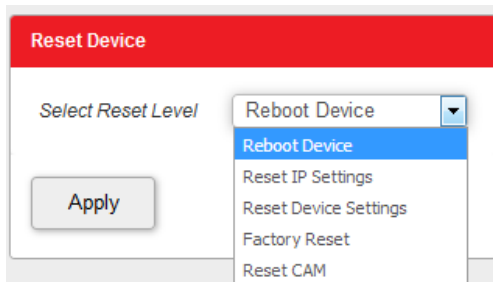 Reset Device
Select Reset Level Reboot Device
Reboot Device
Reset IP Settings
Reset Device Settings
Apply
Factory Reset
Reset CAM